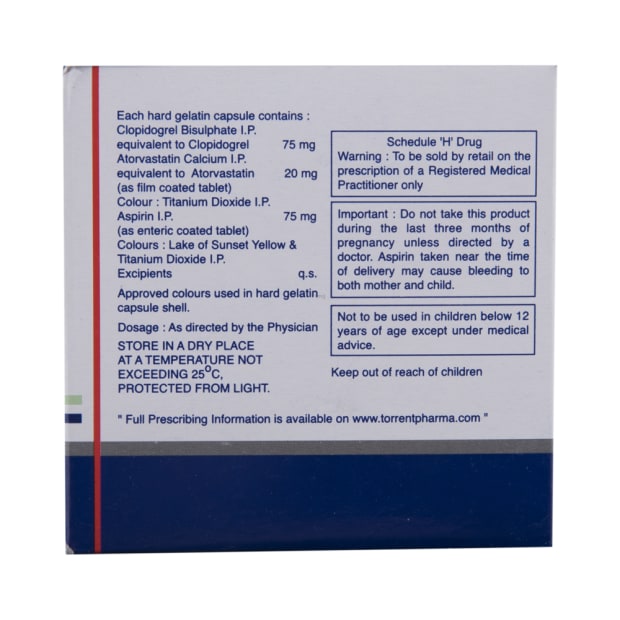 Each hard gelatin capsule contains :
Clopidogrel Bisulphate I.P.
equivalent to Clopidogrel 75 mg
Atorvastatin Calcium I.P.
equivalent to Atorvastatin 20 mg
(as film coated tablet)
Colour : Titanium Dioxide I.P.
Aspirin I.P. 75 mg
(as enteric coated tablet)
Colours : Lake of Sunset Yellow &
Titanium Dioxide I.P.
Excipients q.s.
Approved colours used in hard gelatin
capsule shell.
Dosage : As directed by the Physician
STORE IN A DRY PLACE
AT A TEMPERATURE NOT
EXCEEDING 25°C,
PROTECTED FROM LIGHT.
Schedule 'H' Drug
Warning : To be sold by retail on the
prescription of a Registered Medical
Practitioner only
Important : Do not take this product
during the last three months of
pregnancy unless directed by a
doctor. Aspirin taken near the time
of delivery may cause bleeding to
both mother and child.
Not to be used in children below 12
years of age except under medical
advice.
Keep out of reach of children
" Full Prescribing Information is available on www.torrentpharma.com "